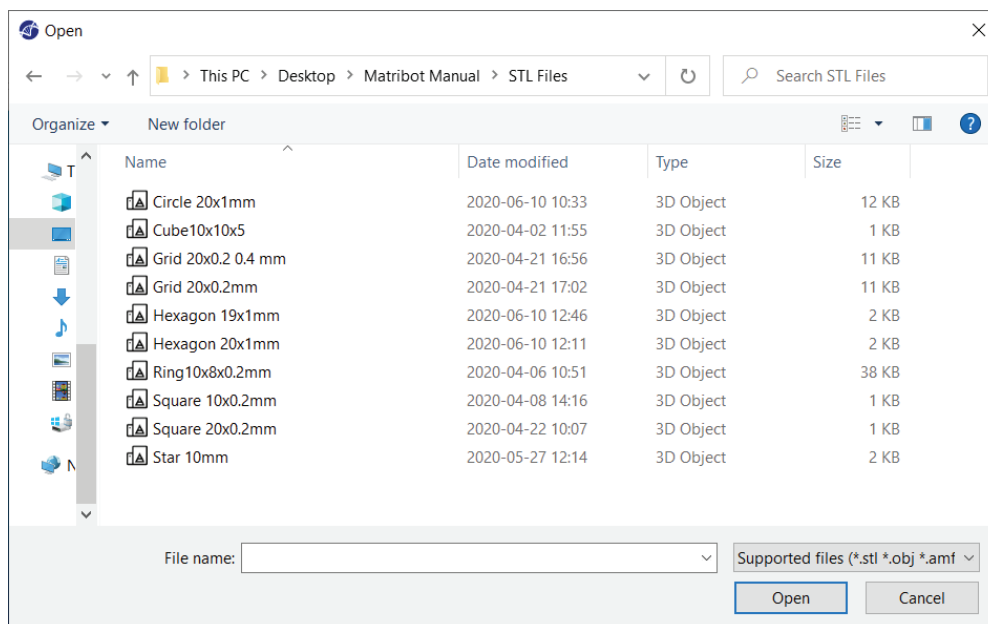 Open
This PC > Desktop > Matribot Manual > STL Files
Search STL Files
Organize
New folder
?
Name Date modified Type Size
T
Circle 20x1mm 2020-06-10 10:33 3D Object 12 KB
Cube10x10x5 2020-04-02 11:55 3D Object 1 KB
Grid 20x0.2 0.4 mm 2020-04-21 16:56 3D Object 11 KB
Grid 20x0.2mm 2020-04-21 17:02 3D Object 11 KB
Hexagon 19x1mm 2020-06-10 12:46 3D Object 2 KB
Hexagon 20x1mm 2020-06-10 12:11 3D Object 2 KB
Ring10x8x0.2mm 2020-04-06 10:51 3D Object 38 KB
Square 10x0.2mm 2020-04-08 14:16 3D Object 1 KB
Square 20x0.2mm 2020-04-22 10:07 3D Object 1 KB
Star 10mm 2020-05-27 12:14 3D Object 2 KB
N
File name:
Supported files (*.stl *.obj *.amf
Open
Cancel